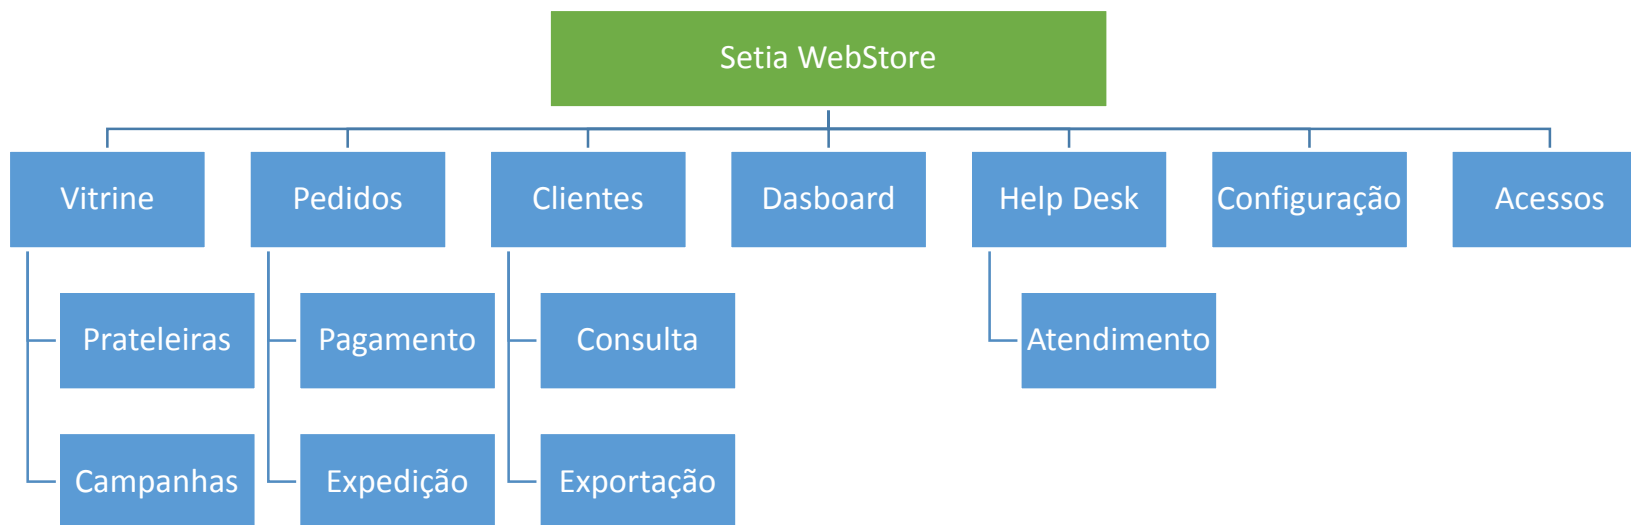 Setia WebStore
Vitrine
Pedidos
Clientes
Dasboard
Help Desk
Configuração
Acessos
Prateleiras
Pagamento
Consulta
Atendimento
Campanhas
Expedição
Exportação